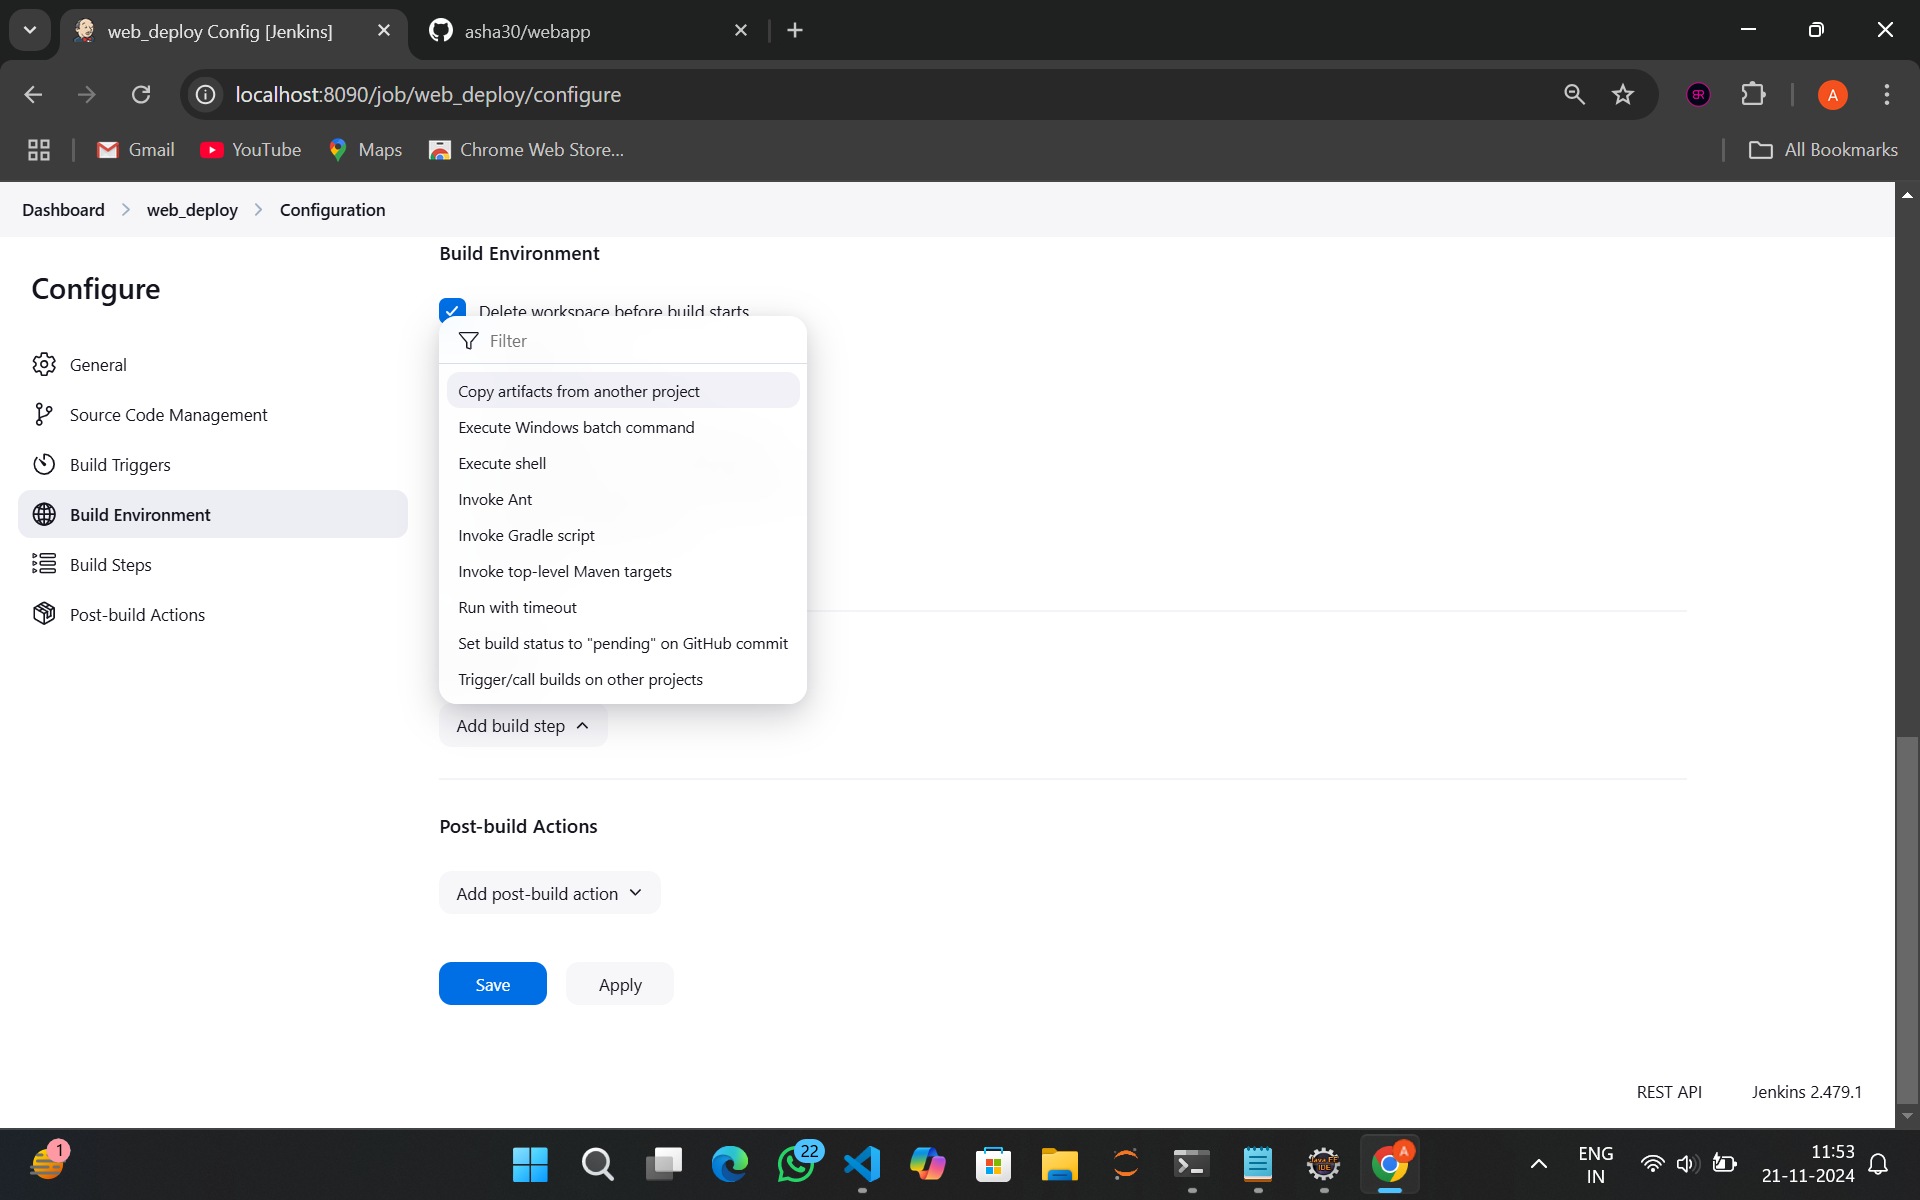 web_deploy Config [Jenkins]
asha30/webapp
localhost:8090/job/web_deploy/configure
A
Gmail
YouTube
Maps
Chrome Web Store...
All Bookmarks
Dashboard
web_deploy
Configuration
Configure
General
Source Code Management
Build Triggers
Build Environment
Build Steps
Post-build Actions
Build Environment
Delete workspace before build starts
Filter
Copy artifacts from another project
Execute Windows batch command
Execute shell
Invoke Ant
Invoke Gradle script
Invoke top-level Maven targets
Run with timeout
Set build status to "pending" on GitHub commit
Trigger/call builds on other projects
Add build step
Post-build Actions
Add post-build action
Save
Apply
REST API
Jenkins 2.479.1
1
22
Java EE
IDE
A
ENG
IN
11:53
21-11-2024